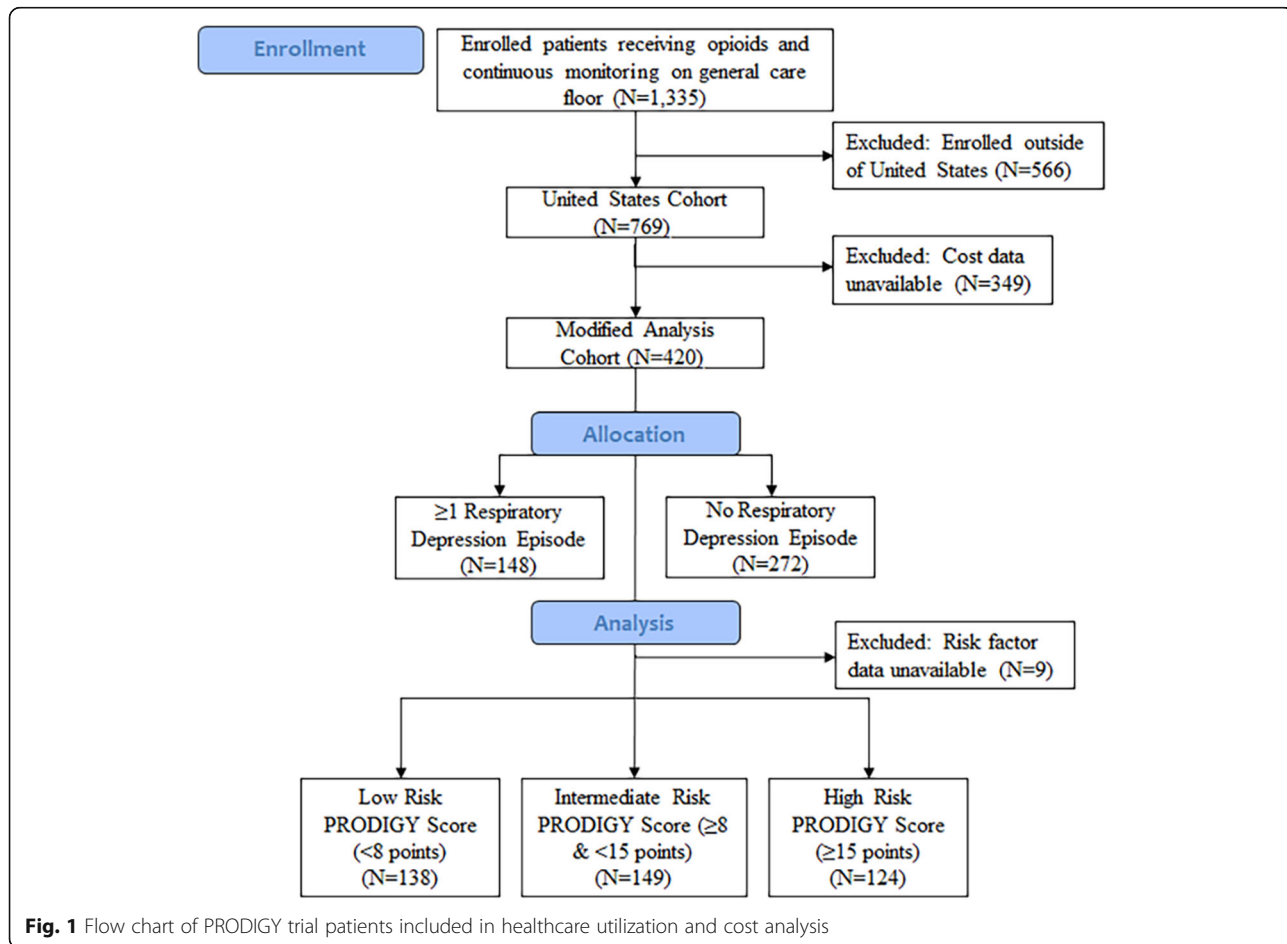 Enrollment
Enrolled patients receiving opioids and
continuous monitoring on general care
floor (N=1,335)
Excluded: Enrolled outside
of United States (N=566)
United States Cohort
(N=769)
Excluded: Cost data
unavailable (N=349)
Modified Analysis
Cohort (N=420)
Allocation
≥1 Respiratory
Depression Episode
(N=148)
No Respiratory
Depression Episode
(N=272)
Analysis
Excluded: Risk factor
data unavailable (N=9)
Low Risk
PRODIGY Score
(<8 points)
(N=138)
Intermediate Risk
PRODIGY Score (≥8
& <15 points)
(N=149)
High Risk
PRODIGY Score
(≥15 points)
(N=124)
Fig. 1 Flow chart of PRODIGY trial patients included in healthcare utilization and cost analysis